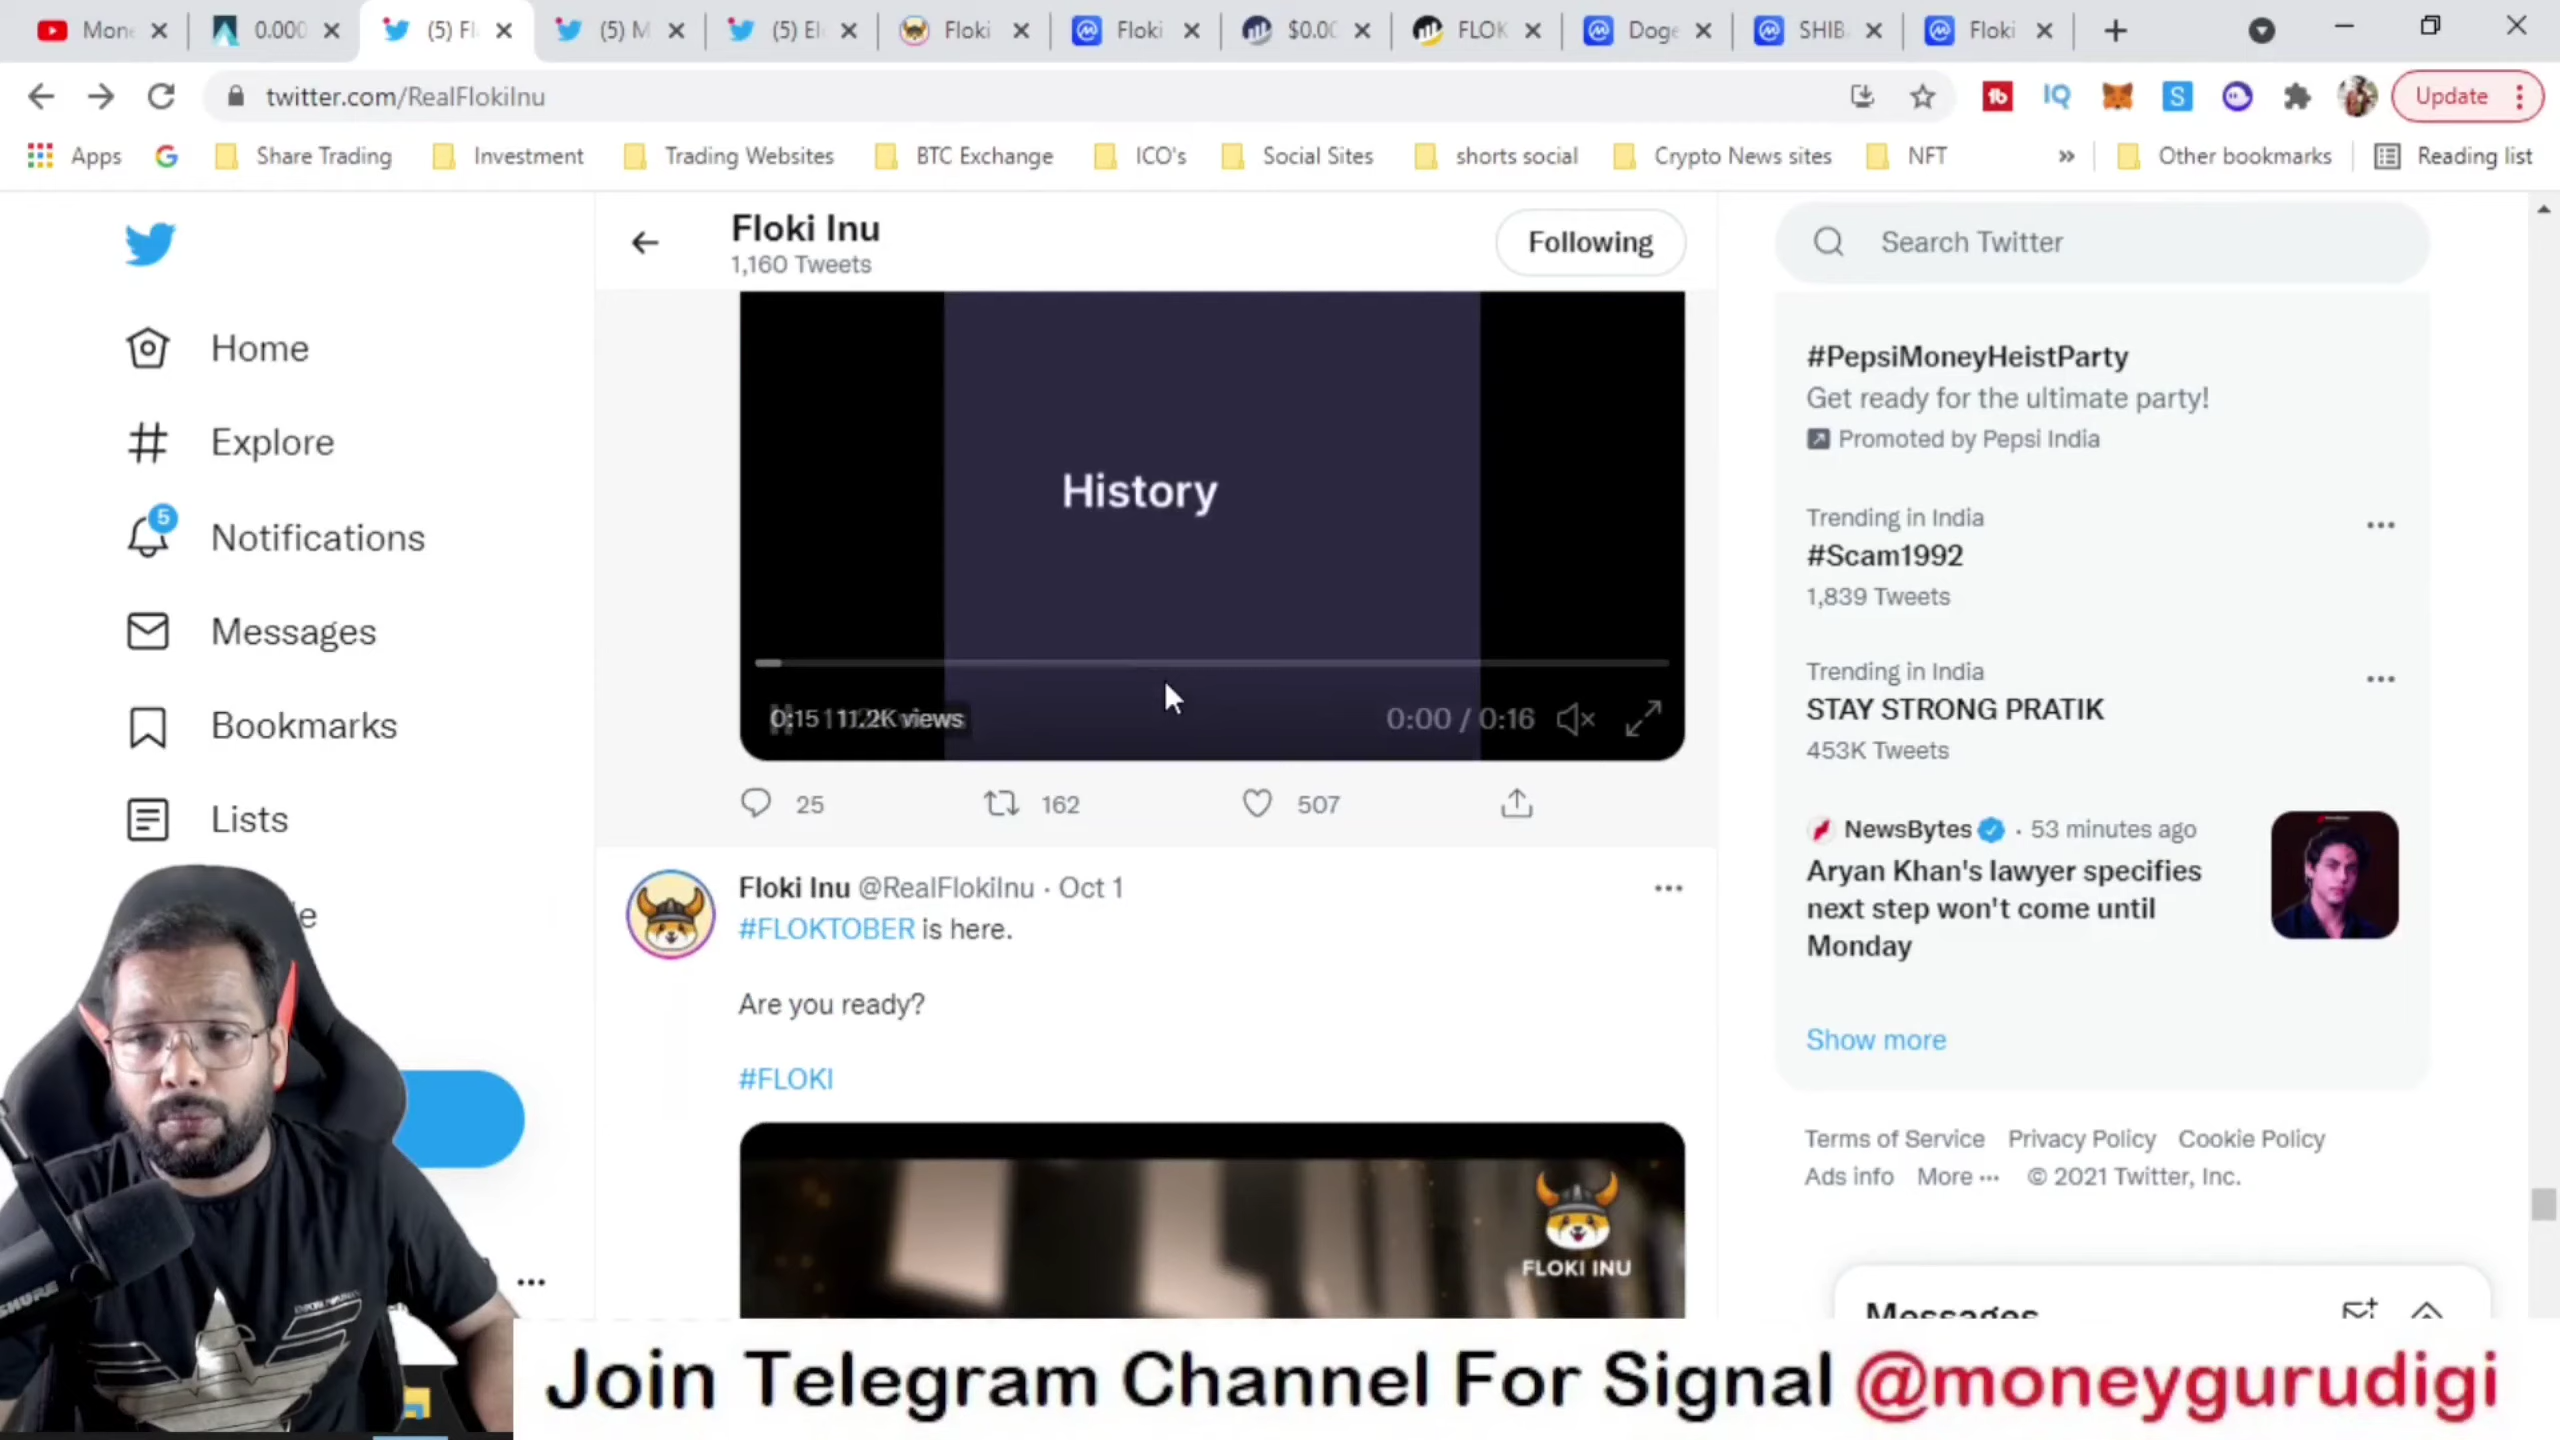 Mon
0.000
(5) Fl
(5) M
(5) El
Floki
Floki
$0.00
FLOK
Doge
SHIB
Floki
twitter.com/RealFlokiInu
Update
Apps
Share Trading
Investment
Trading Websites
BTC Exchange
ICO's
Social Sites
shorts social
Crypto News sites
NFT
Other bookmarks
Reading list
Home
Explore
5
Notifications
Messages
Bookmarks
Lists
Floki Inu
1,160 Tweets
Following
History
0:15 11.2K views
0:00 / 0:16
25
162
507
Floki Inu @RealFlokiInu · Oct 1
#FLOKTOBER is here.
Are you ready?
#FLOKI
FLOKI INU
Search Twitter
#PepsiMoneyHeistParty
Get ready for the ultimate party!
Promoted by Pepsi India
Trending in India
#Scam1992
1,839 Tweets
Trending in India
STAY STRONG PRATIK
453K Tweets
NewsBytes · 53 minutes ago
Aryan Khan's lawyer specifies
next step won't come until
Monday
Show more
Terms of Service Privacy Policy Cookie Policy
Ads info More ··· © 2021 Twitter, Inc.
Messages
SHURE
Join Telegram Channel For Signal @moneygurudigi